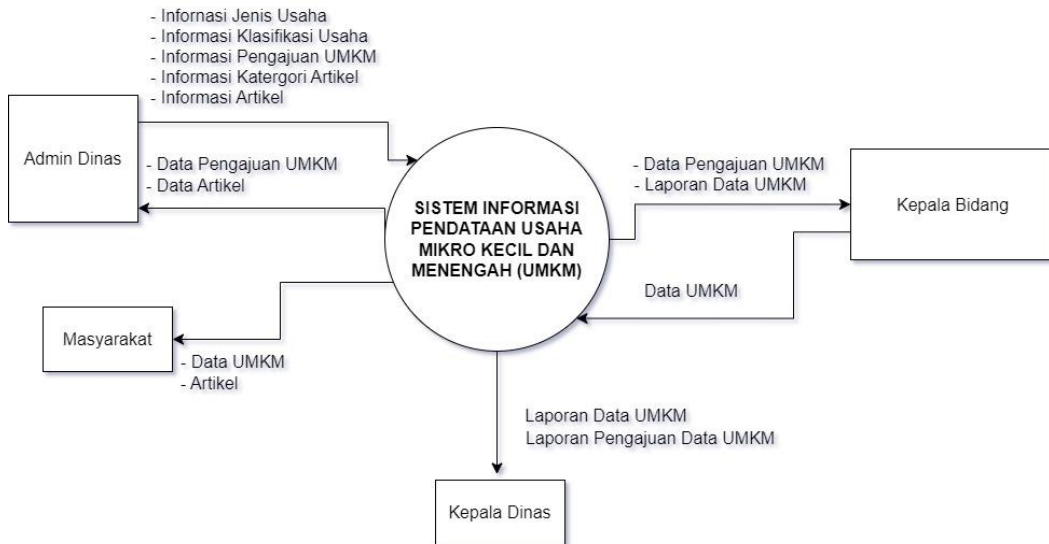 - Infornasi Jenis Usaha
- Informasi Klasifikasi Usaha
- Informasi Pengajuan UMKM
- Informasi Katergori Artikel
- Informasi Artikel
Admin Dinas
- Data Pengajuan UMKM
- Data Artikel
SISTEM INFORMASI
PENDATAAN USAHA
MIKRO KECIL DAN
MENENGAH (UMKM)
- Data Pengajuan UMKM
- Laporan Data UMKM
Kepala Bidang
Data UMKM
Masyarakat
- Data UMKM
- Artikel
Laporan Data UMKM
Laporan Pengajuan Data UMKM
Kepala Dinas